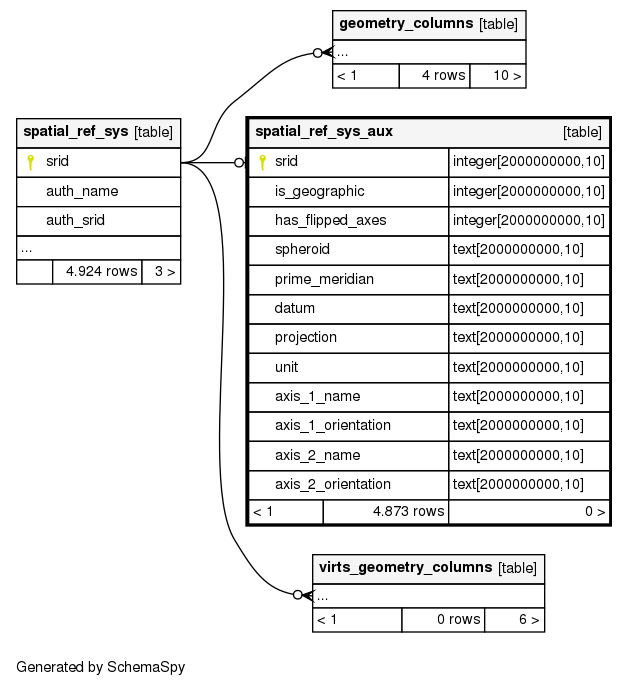 geometry_columns [table]
...
< 1 4 rows 10 >
spatial_ref_sys [table]
srid
auth_name
auth_srid
...
4.924 rows 3 >
spatial_ref_sys_aux [table]
srid integer[2000000000,10]
is_geographic integer[2000000000,10]
has_flipped_axes integer[2000000000,10]
spheroid text[2000000000,10]
prime_meridian text[2000000000,10]
datum text[2000000000,10]
projection text[2000000000,10]
unit text[2000000000,10]
axis_1_name text[2000000000,10]
axis_1_orientation text[2000000000,10]
axis_2_name text[2000000000,10]
axis_2_orientation text[2000000000,10]
< 1 4.873 rows 0 >
virts_geometry_columns [table]
...
< 1 0 rows 6 >
Generated by SchemaSpy